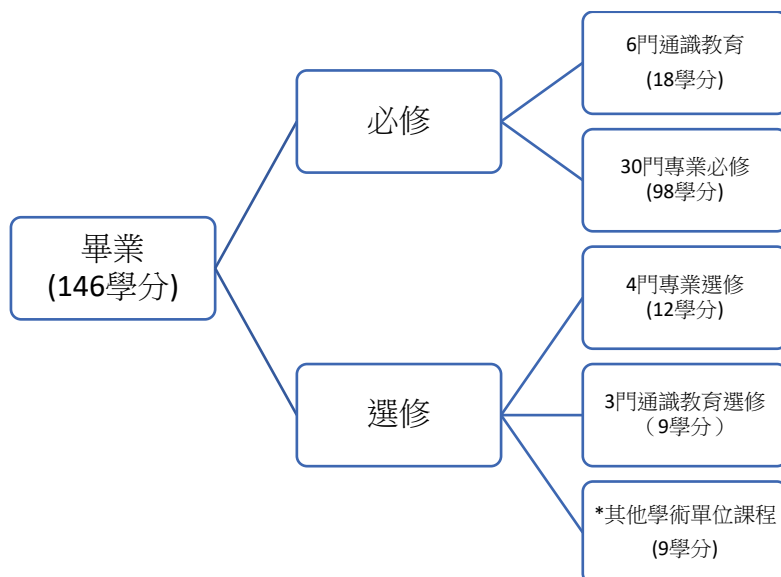 畢業
(146學分)
必修
6門通識教育
(18學分)
30門專業必修
(98學分)
選修
4門專業選修
(12學分)
3門通識教育選修
（9學分）
*其他學術單位課程
(9學分)